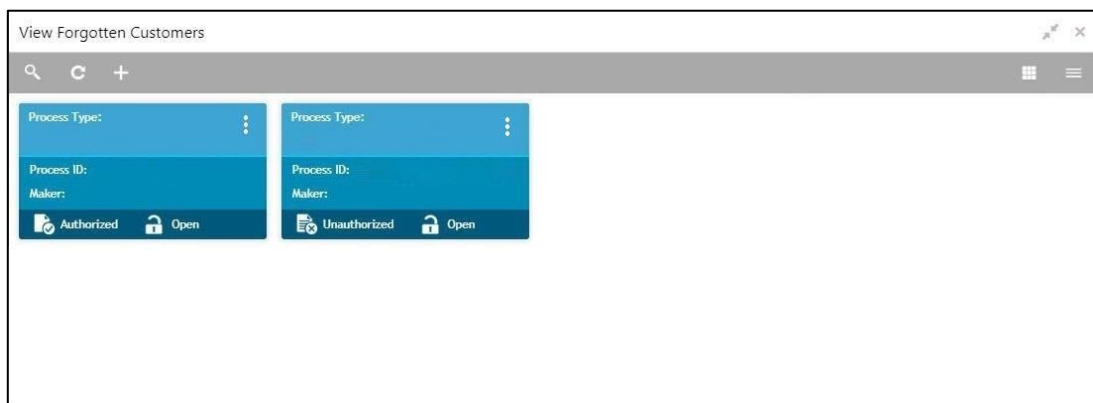 View Forgotten Customers
Process Type:
Process ID:
Maker:
Authorized Open
Process Type:
Process ID:
Maker:
Unauthorized Open